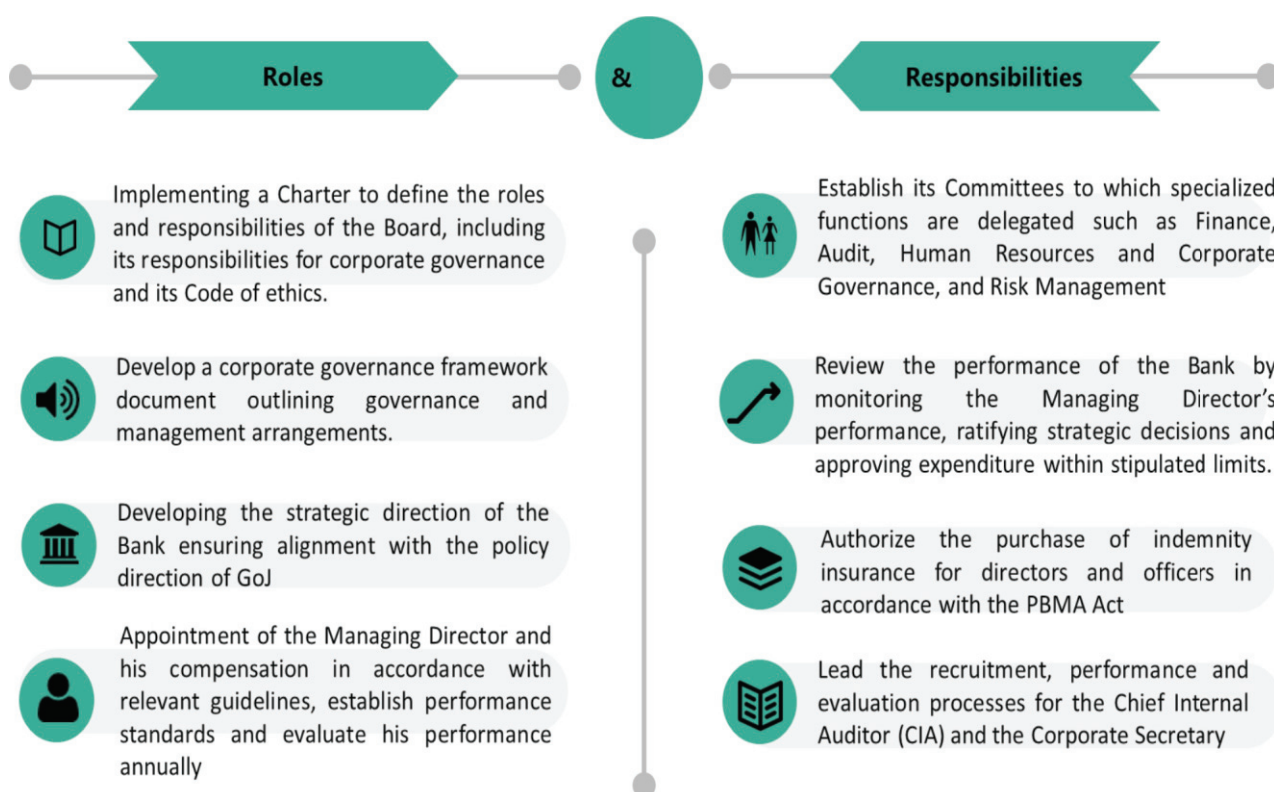 Roles
&
Responsibilities
Implementing a Charter to define the roles
and responsibilities of the Board, including
its responsibilities for corporate governance
and its Code of ethics.
Develop a corporate governance framework
document outlining governance and
management arrangements.
Developing the strategic direction of the
Bank ensuring alignment with the policy
direction of GoJ
Appointment of the Managing Director and
his compensation in accordance with
relevant guidelines, establish performance
standards and evaluate his performance
annually
Establish its Committees to which specialized
functions are delegated such as Finance,
Audit, Human Resources and Corporate
Governance, and Risk Management
Review the performance of the Bank by
monitoring the Managing Director’s
performance, ratifying strategic decisions and
approving expenditure within stipulated limits.
Authorize the purchase of indemnity
insurance for directors and officers in
accordance with the PBMA Act
Lead the recruitment, performance and
evaluation processes for the Chief Internal
Auditor (CIA) and the Corporate Secretary